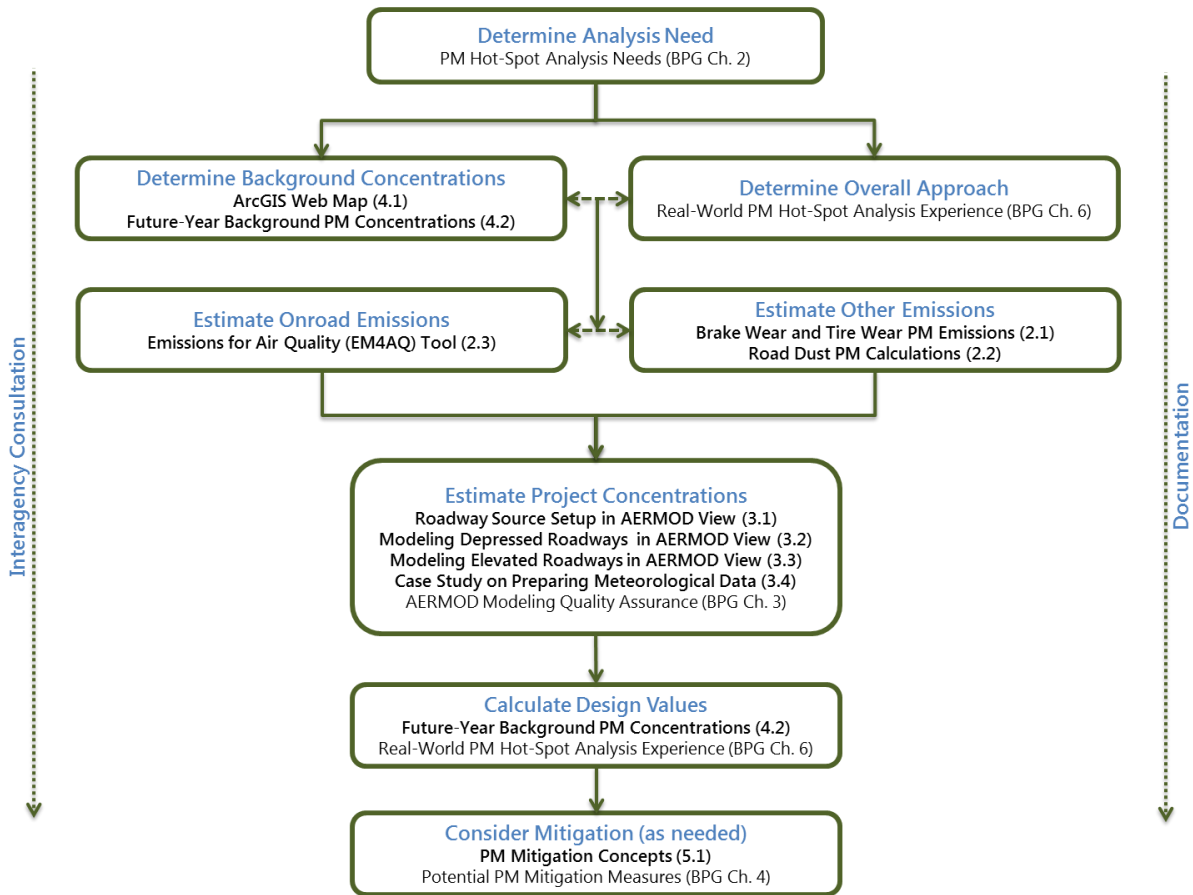 Determine Analysis Need
PM Hot-Spot Analysis Needs (BPG Ch. 2)
Determine Background Concentrations
ArcGIS Web Map (4.1)
Future-Year Background PM Concentrations (4.2)
Determine Overall Approach
Real-World PM Hot-Spot Analysis Experience (BPG Ch. 6)
Estimate Onroad Emissions
Emissions for Air Quality (EM4AQ) Tool (2.3)
Estimate Other Emissions
Brake Wear and Tire Wear PM Emissions (2.1)
Road Dust PM Calculations (2.2)
Interagency Consultation
Documentation
Estimate Project Concentrations
Roadway Source Setup in AERMOD View (3.1)
Modeling Depressed Roadways in AERMOD View (3.2)
Modeling Elevated Roadways in AERMOD View (3.3)
Case Study on Preparing Meteorological Data (3.4)
AERMOD Modeling Quality Assurance (BPG Ch. 3)
Calculate Design Values
Future-Year Background PM Concentrations (4.2)
Real-World PM Hot-Spot Analysis Experience (BPG Ch. 6)
Consider Mitigation (as needed)
PM Mitigation Concepts (5.1)
Potential PM Mitigation Measures (BPG Ch. 4)